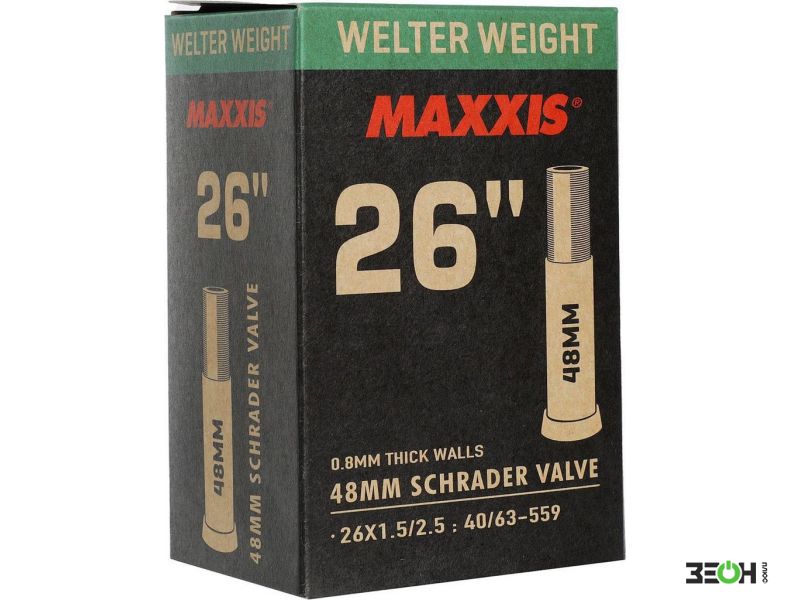 WELTER WEIGHT
MAXXIS®
26"
48MM
48MM SCHRADER VALVE
WELTER WEIGHT
MAXXIS®
26"
48MM
0.8MM THICK WALLS
48MM SCHRADER VALVE
·26X1.5/2.5 : 40/63-559
ЗЕОН